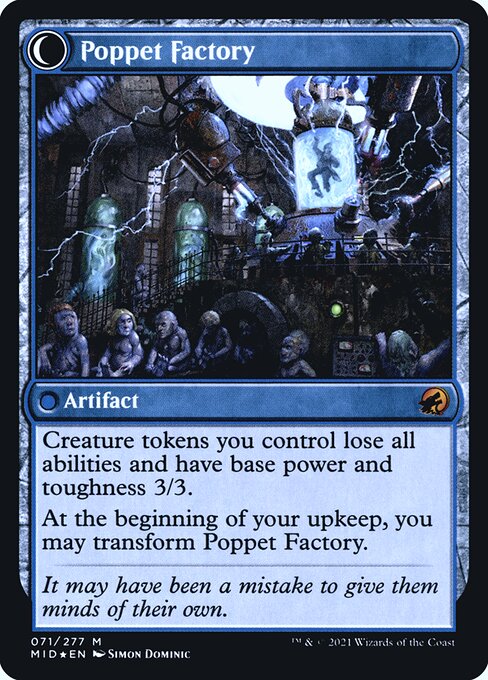 Poppet Factory
Artifact
Creature tokens you control lose all
abilities and have base power and
toughness 3/3.
At the beginning of your upkeep, you
may transform Poppet Factory.
It may have been a mistake to give them
minds of their own.
071/277 M
MID★EN Simon Dominic
™ & © 2021 Wizards of the Coast